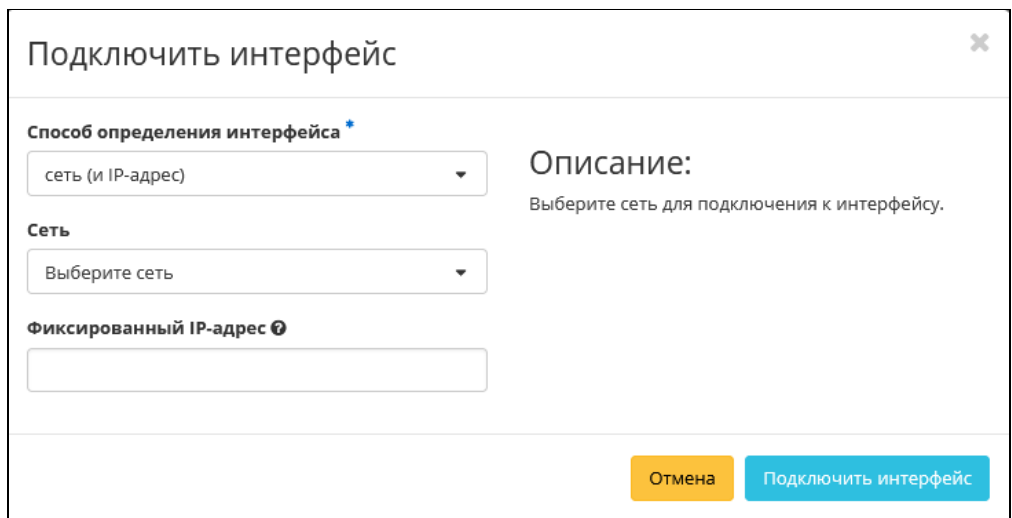 Подключить интерфейс
Способ определения интерфейса *
сеть (и IP-адрес)
Сеть
Выберите сеть
Фиксированный IP-адрес
Описание:
Выберите сеть для подключения к интерфейсу.
Отмена
Подключить интерфейс